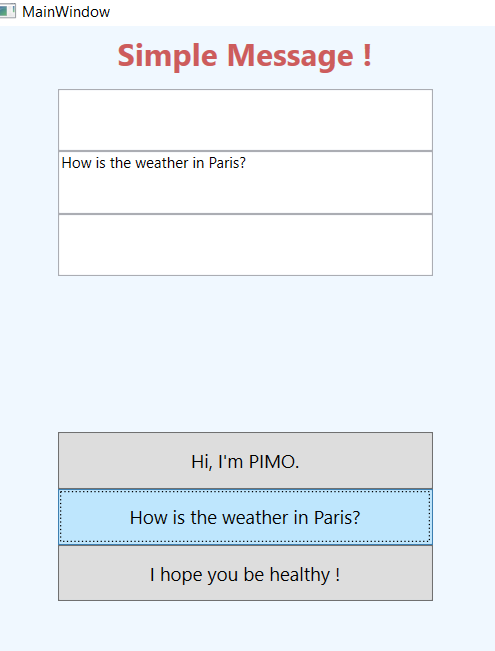 MainWindow
Simple Message !
How is the weather in Paris?
Hi, I'm PIMO.
How is the weather in Paris?
I hope you be healthy !